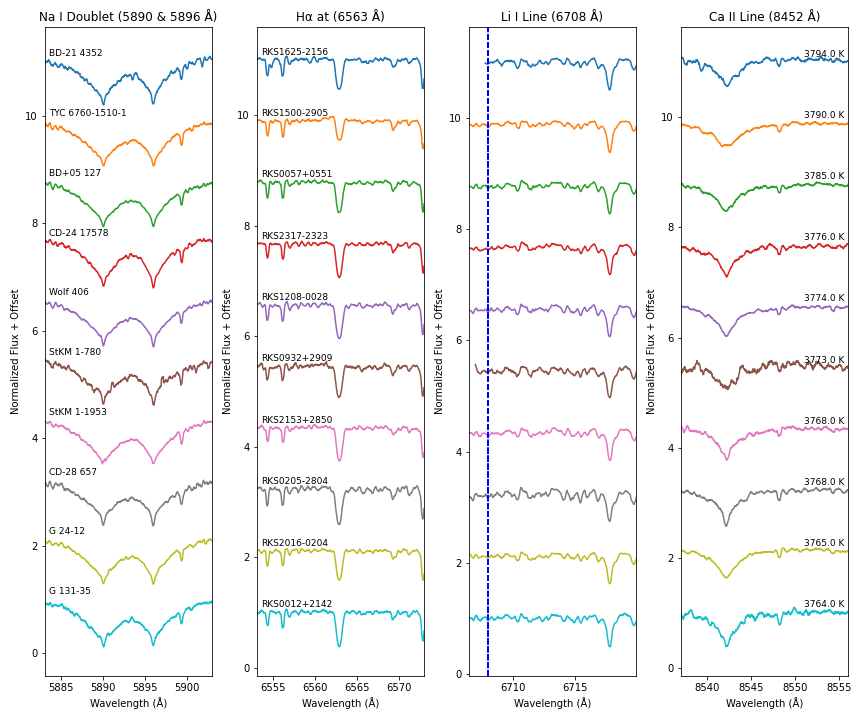 Na I Doublet (5890 & 5896 Å)
Hα at (6563 Å)
Li I Line (6708 Å)
Ca II Line (8452 Å)
BD-21 4352
TYC 6760-1510-1
BD+05 127
CD-24 17578
Wolf 406
StKM 1-780
StKM 1-1953
CD-28 657
G 24-12
G 131-35
RKS1625-2156
RKS1500-2905
RKS0057+0551
RKS2317-2323
RKS1208-0028
RKS0932+2909
RKS2153+2850
RKS0205-2804
RKS2016-0204
RKS0012+2142
3794.0 K
3790.0 K
3785.0 K
3776.0 K
3774.0 K
3773.0 K
3768.0 K
3768.0 K
3765.0 K
3764.0 K
Normalized Flux + Offset
10
8
6
4
2
0
5885 5890 5895 5900
Wavelength (Å)
Normalized Flux + Offset
10
8
6
4
2
0
6555 6560 6565 6570
Wavelength (Å)
Normalized Flux + Offset
10
8
6
4
2
0
6710 6715
Wavelength (Å)
Normalized Flux + Offset
10
8
6
4
2
0
8540 8545 8550 8555
Wavelength (Å)